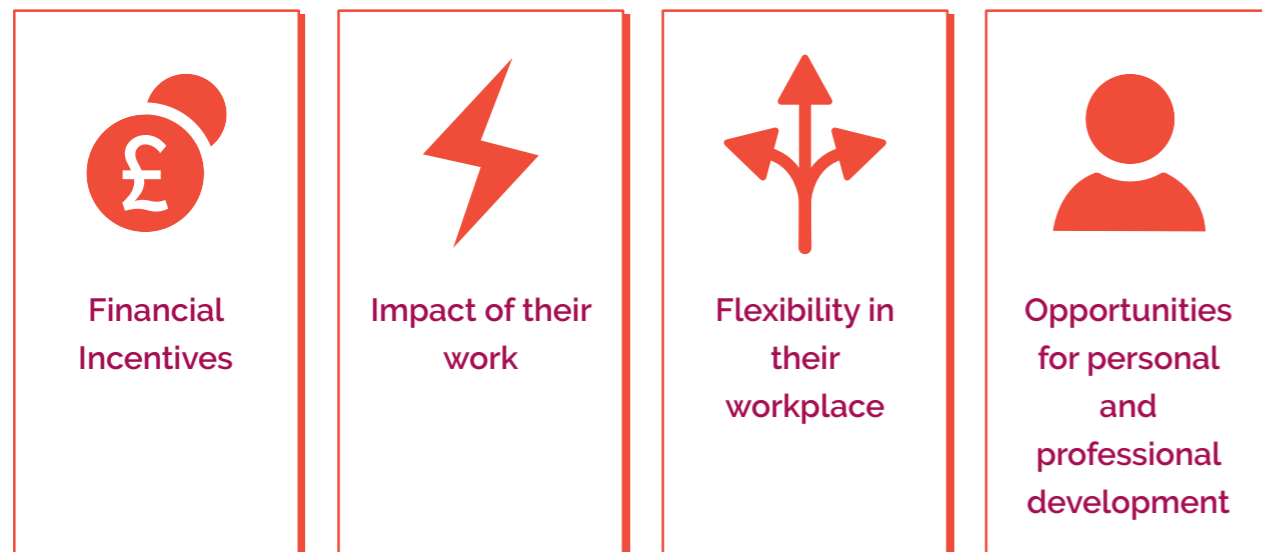 £
Financial
Incentives
Impact of their
work
Flexibility in
their
workplace
Opportunities
for personal
and
professional
development